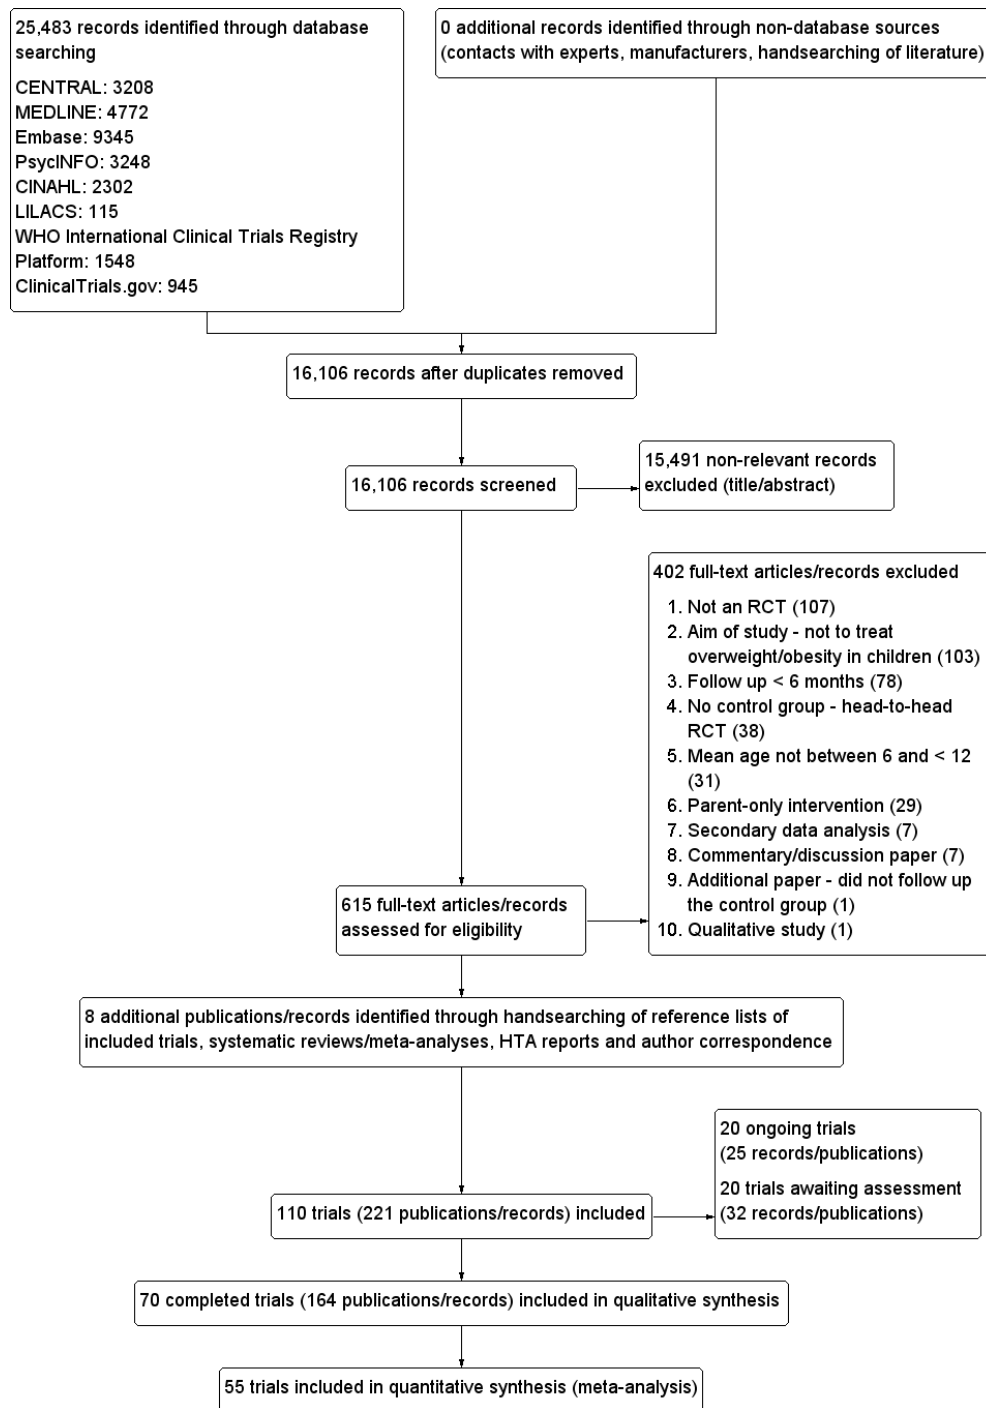 25,483 records identified through database
searching
CENTRAL: 3208
MEDLINE: 4772
Embase: 9345
PsycINFO: 3248
CINAHL: 2302
LILACS: 115
WHO International Clinical Trials Registry
Platform: 1548
ClinicalTrials.gov: 945
0 additional records identified through non-database sources
(contacts with experts, manufacturers, handsearching of literature)
16,106 records after duplicates removed
16,106 records screened
15,491 non-relevant records
excluded (title/abstract)
402 full-text articles/records excluded
1. Not an RCT (107)
2. Aim of study - not to treat
overweight/obesity in children (103)
3. Follow up < 6 months (78)
4. No control group - head-to-head
RCT (38)
5. Mean age not between 6 and < 12
(31)
6. Parent-only intervention (29)
7. Secondary data analysis (7)
8. Commentary/discussion paper (7)
9. Additional paper - did not follow up
the control group (1)
10. Qualitative study (1)
615 full-text articles/records
assessed for eligibility
8 additional publications/records identified through handsearching of reference lists of
included trials, systematic reviews/meta-analyses, HTA reports and author correspondence
20 ongoing trials
(25 records/publications)
20 trials awaiting assessment
(32 records/publications)
110 trials (221 publications/records) included
70 completed trials (164 publications/records) included in qualitative synthesis
55 trials included in quantitative synthesis (meta-analysis)